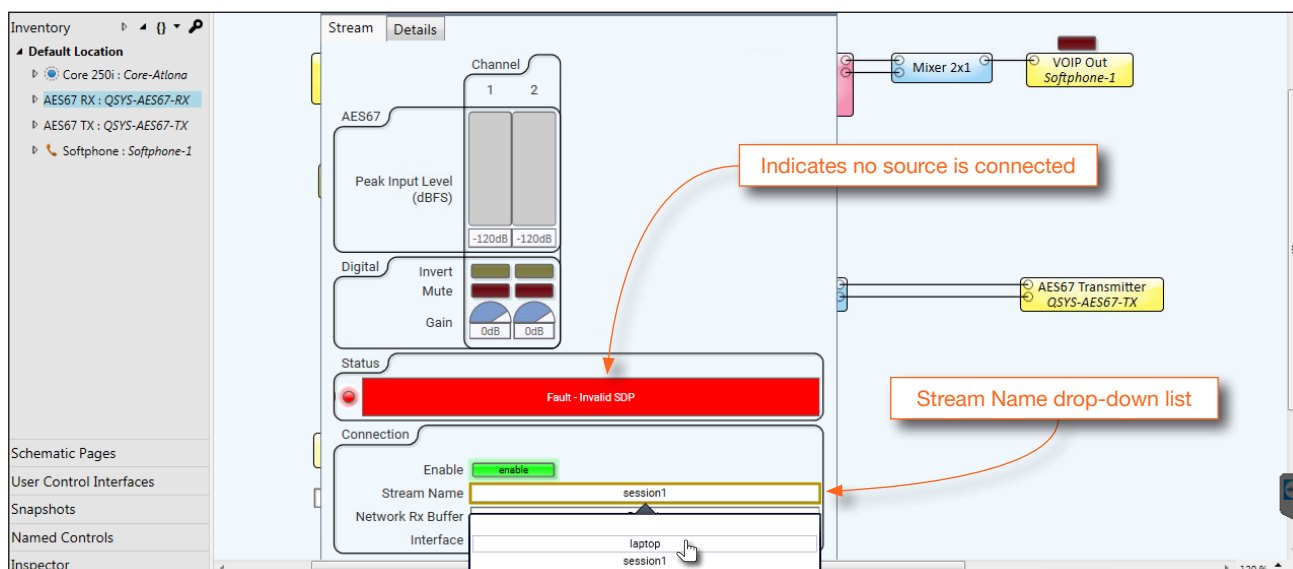 Inventory
{}
Default Location
Core 250i : Core-Atlona
AES67 RX : QSYS-AES67-RX
AES67 TX : QSYS-AES67-TX
Softphone : Softphone-1
Schematic Pages
User Control Interfaces
Snapshots
Named Controls
Inspector
Stream
Details
Channel
1 2
AES67
Peak Input Level
(dBFS)
-120dB -120dB
Digital
Invert
Mute
Gain
0dB 0dB
Status
Fault - Invalid SDP
Connection
Enable enable
Stream Name session1
Network Rx Buffer
Interface
laptop
session1
Mixer 2x1
VOIP Out
Softphone-1
Indicates no source is connected
AES67 Transmitter
QSYS-AES67-TX
Stream Name drop-down list